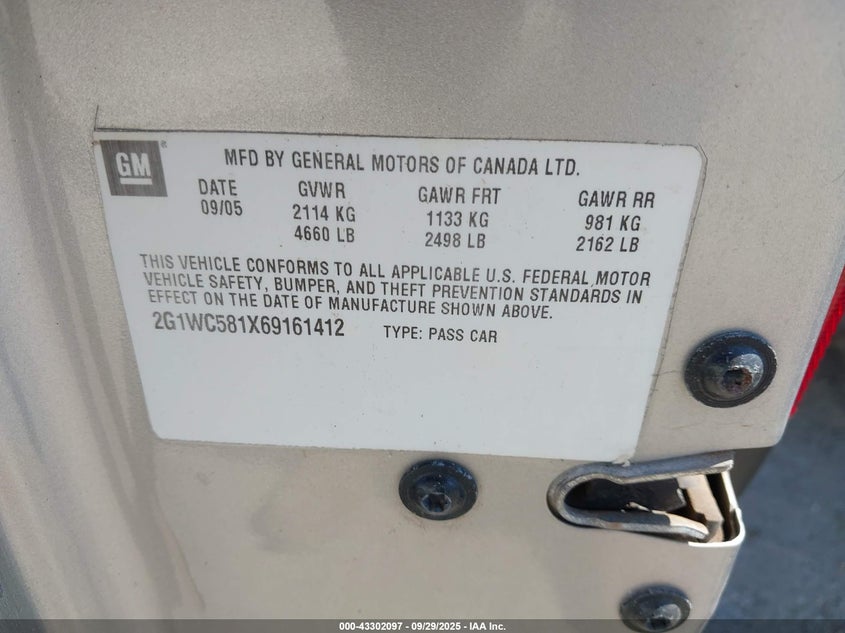 GM
MFD BY GENERAL MOTORS OF CANADA LTD.
DATE GVWR GAWR FRT GAWR RR
09/05 2114 KG 1133 KG 981 KG
4660 LB 2498 LB 2162 LB
THIS VEHICLE CONFORMS TO ALL APPLICABLE U.S. FEDERAL MOTOR
VEHICLE SAFETY, BUMPER, AND THEFT PREVENTION STANDARDS IN
EFFECT ON THE DATE OF MANUFACTURE SHOWN ABOVE.
2G1WC581X69161412 TYPE: PASS CAR
000-43302097 - 09/29/2025 - IAA Inc.